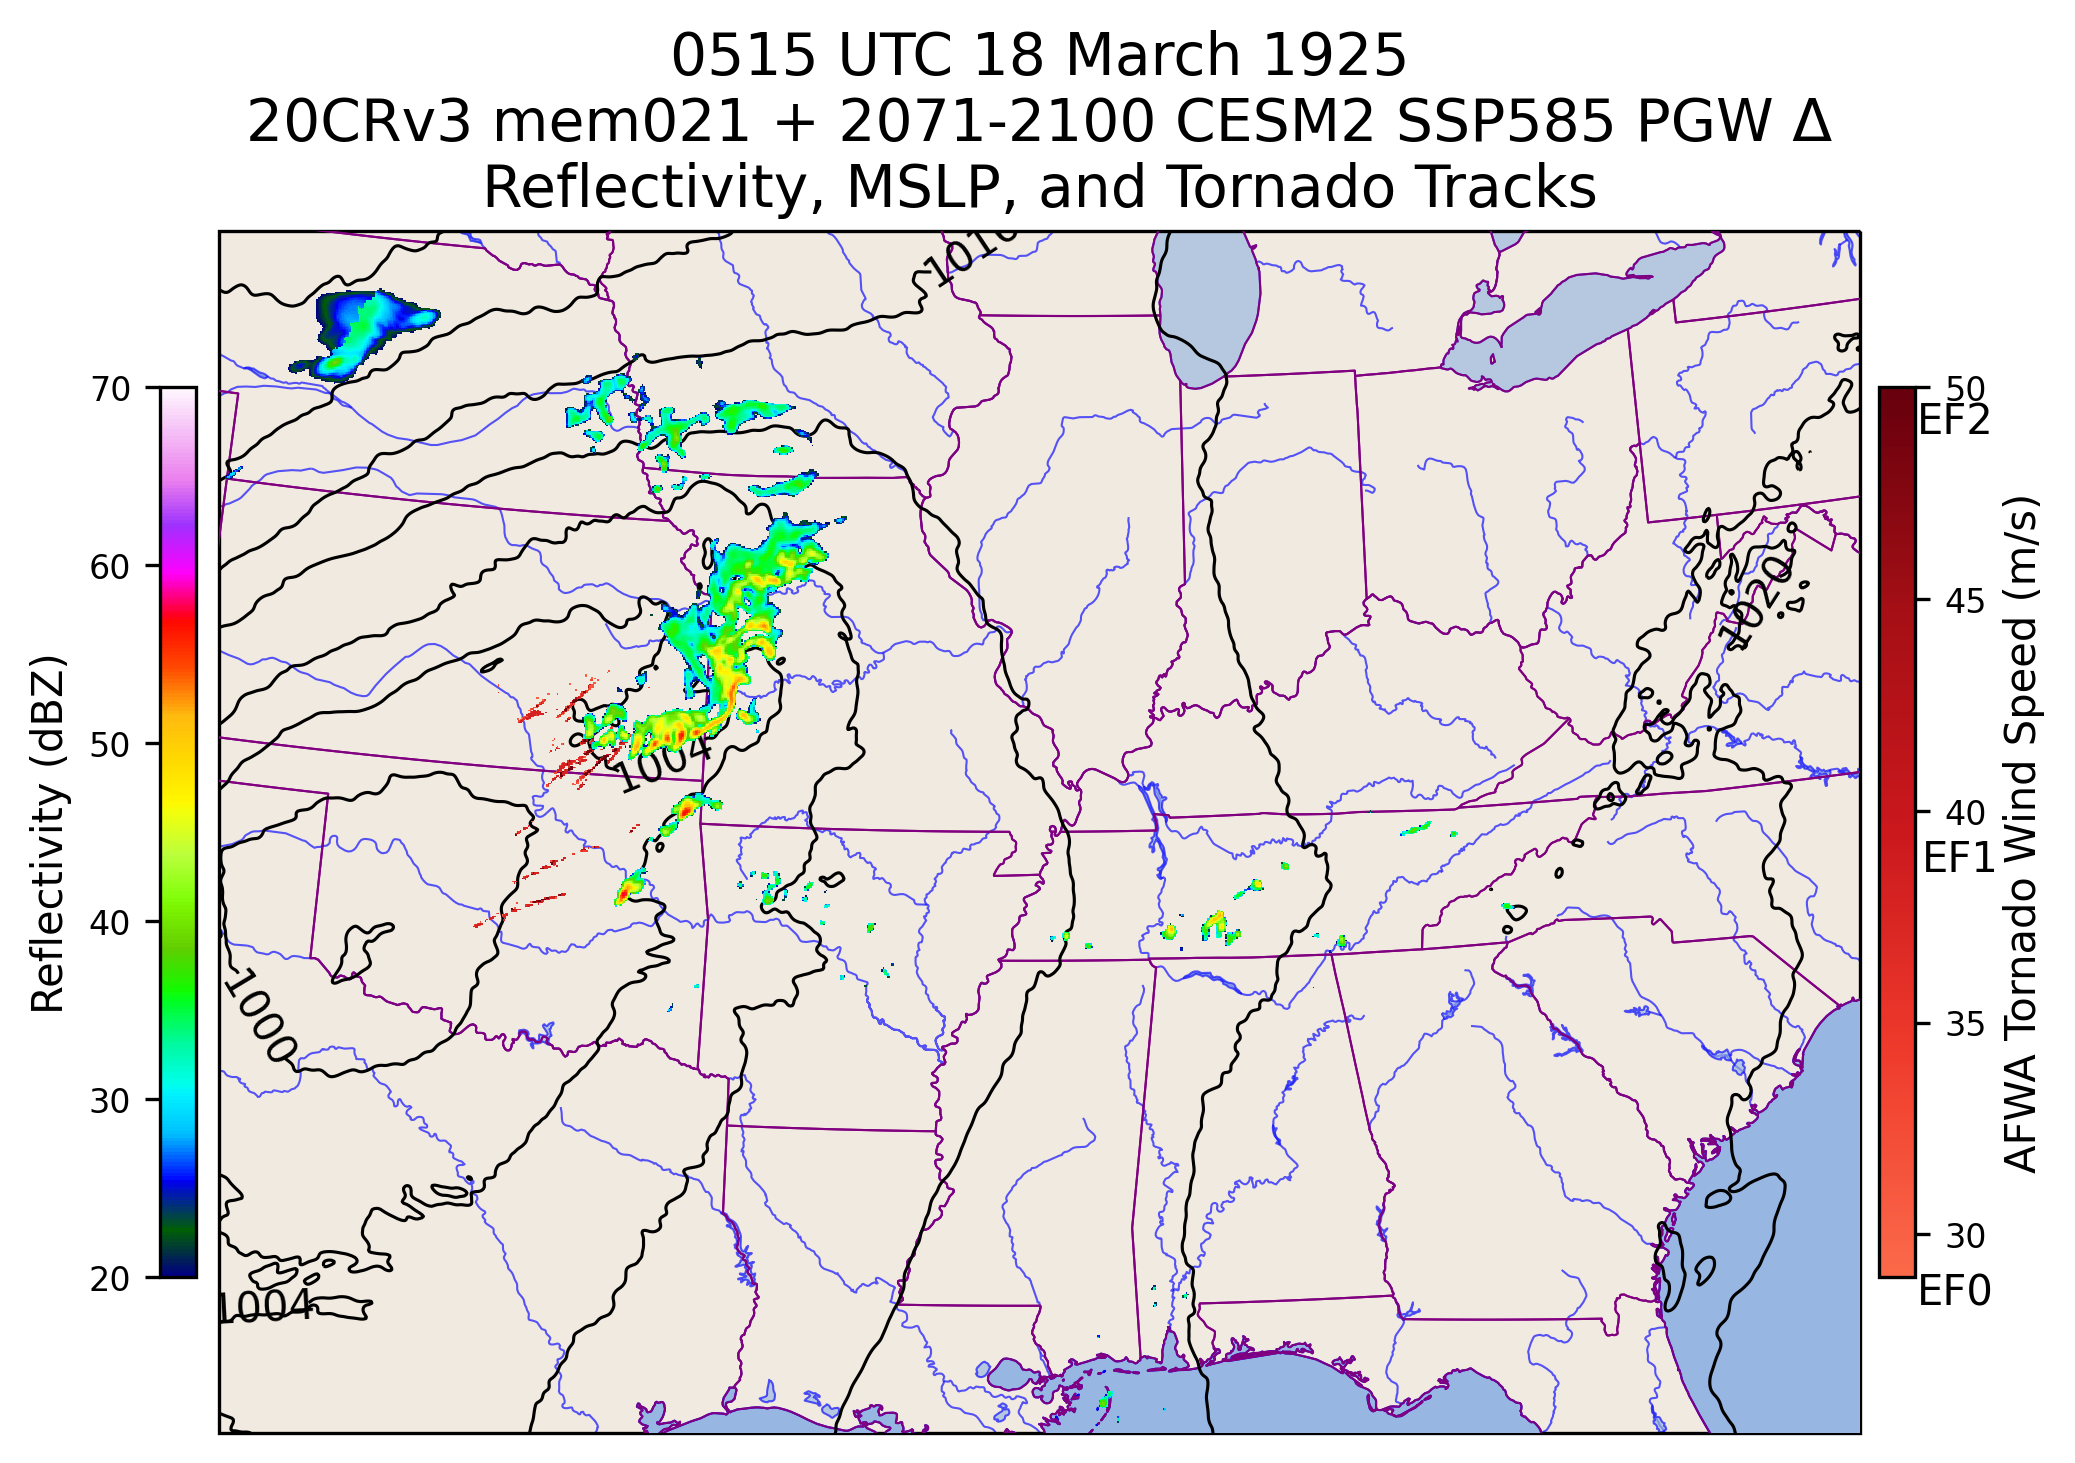 0515 UTC 18 March 1925
20CRv3 mem021 + 2071-2100 CESM2 SSP585 PGW Δ
Reflectivity, MSLP, and Tornado Tracks
1016
1020
1004
1000
1004
Reflectivity (dBZ)
70
60
50
40
30
20
50
EF2
45
40
EF1
35
30
EF0
AFWA Tornado Wind Speed (m/s)